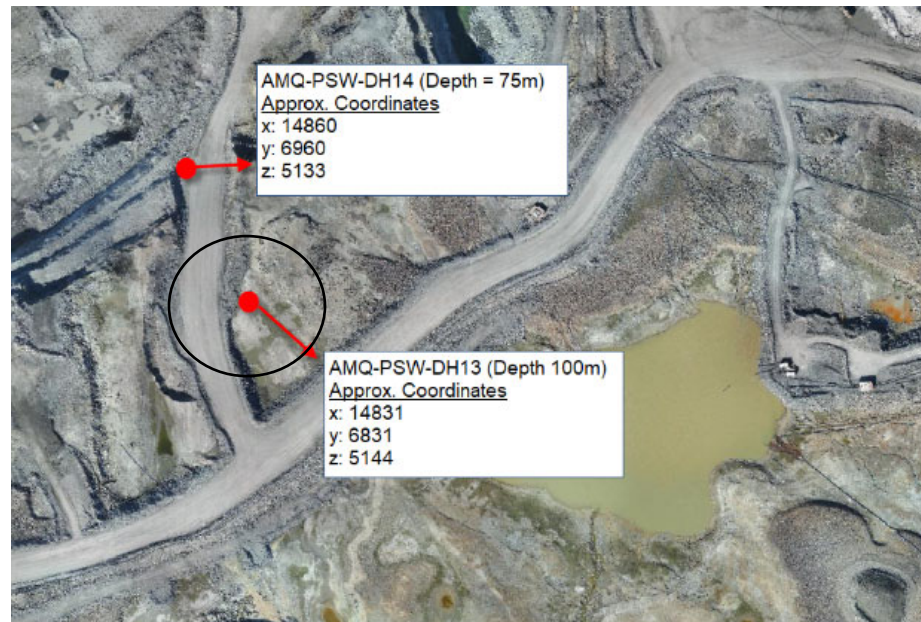 AMQ-PSW-DH14 (Depth = 75m)
Approx. Coordinates
x: 14860
y: 6960
z: 5133
AMQ-PSW-DH13 (Depth 100m)
Approx. Coordinates
x: 14831
y: 6831
z: 5144